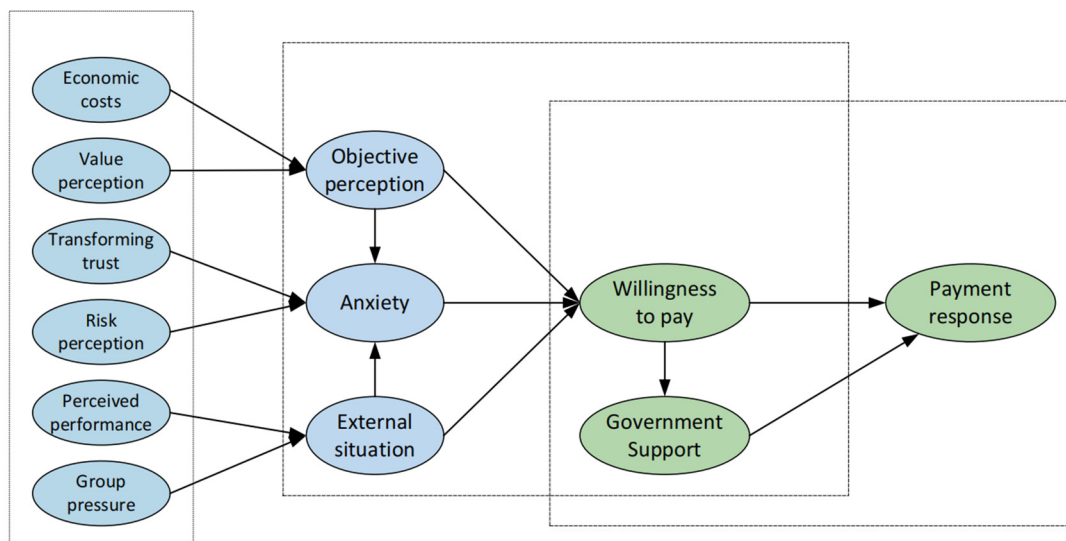 Economic
costs
Value
perception
Transforming
trust
Risk
perception
Perceived
performance
Group
pressure
Objective
perception
Anxiety
External
situation
Willingness
to pay
Government
Support
Payment
response